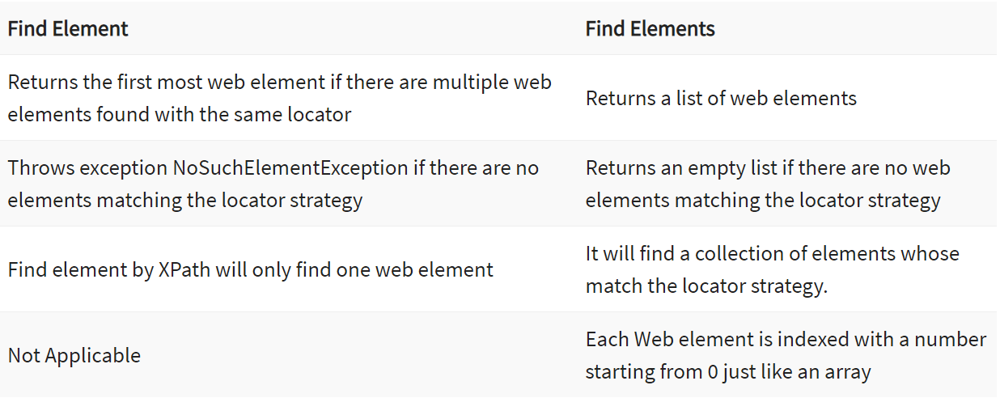 Find Element
Find Elements
Returns the first most web element if there are multiple web
elements found with the same locator
Returns a list of web elements
Throws exception NoSuchElementException if there are no
elements matching the locator strategy
Returns an empty list if there are no web
elements matching the locator strategy
Find element by XPath will only find one web element
It will find a collection of elements whose
match the locator strategy.
Not Applicable
Each Web element is indexed with a number
starting from 0 just like an array